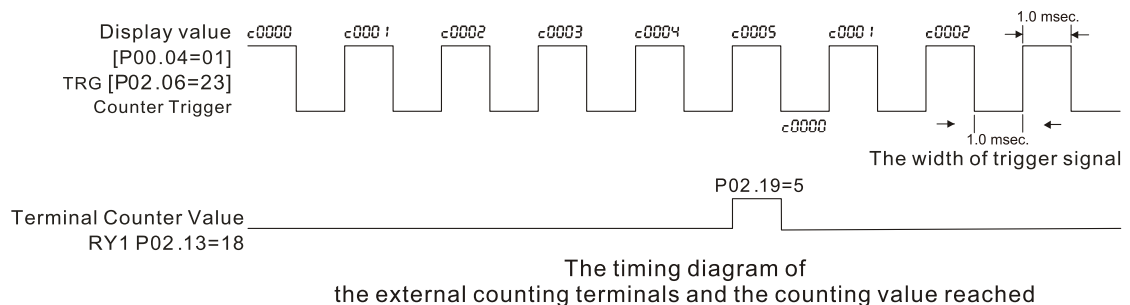 1.0 msec.
Display value c0000 c0001 c0002 c0003 c0004 c0005 c0001 c0002
[P00.04=01]
TRG [P02.06=23]
Counter Trigger
c0000
1.0 msec.
The width of trigger signal
P02.19=5
Terminal Counter Value
RY1 P02.13=18
The timing diagram of
the external counting terminals and the counting value reached